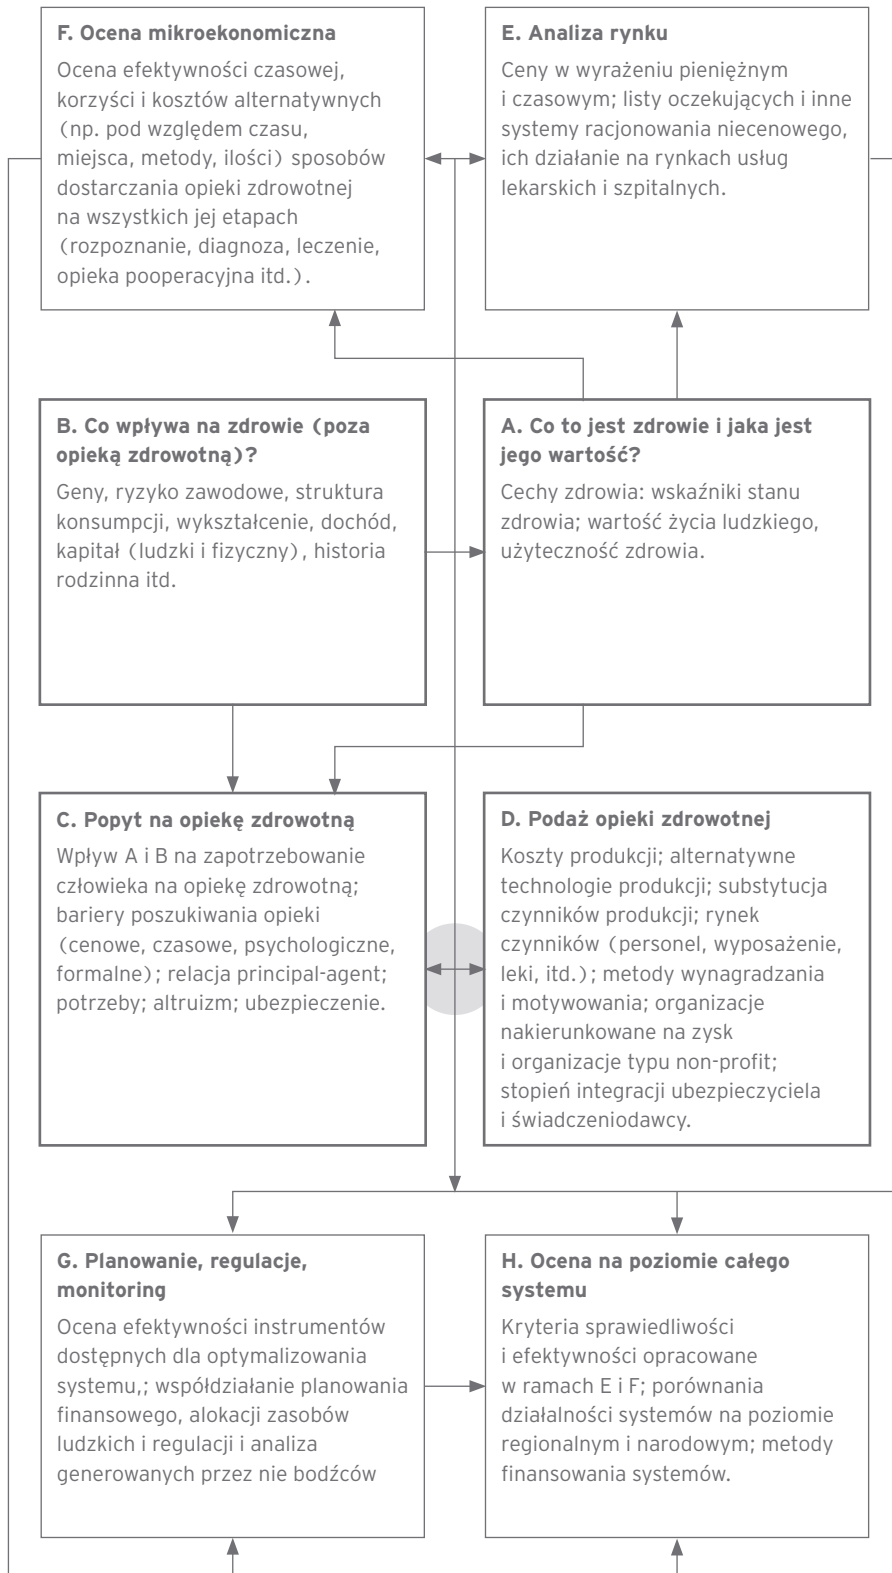 F. Ocena mikroekonomiczna
Ocena efektywności czasowej,
korzyści i kosztów alternatywnych
(np. pod względem czasu,
miejsca, metody, ilości) sposobów
dostarczania opieki zdrowotnej
na wszystkich jej etapach
(rozpoznanie, diagnoza, leczenie,
opieka pooperacyjna itd.).
E. Analiza rynku
Ceny w wyrażeniu pieniężnym
i czasowym; listy oczekujących i inne
systemy racjonowania niecenowego,
ich działanie na rynkach usług
lekarskich i szpitalnych.
B. Co wpływa na zdrowie (poza
opieką zdrowotną)?
Geny, ryzyko zawodowe, struktura
konsumpcji, wykształcenie, dochód,
kapitał (ludzki i fizyczny), historia
rodzinna itd.
A. Co to jest zdrowie i jaka jest
jego wartość?
Cechy zdrowia: wskaźniki stanu
zdrowia; wartość życia ludzkiego,
użyteczność zdrowia.
C. Popyt na opiekę zdrowotną
Wpływ A i B na zapotrzebowanie
człowieka na opiekę zdrowotną;
bariery poszukiwania opieki
(cenowe, czasowe, psychologiczne,
formalne); relacja principal-agent;
potrzeby; altruizm; ubezpieczenie.
D. Podaż opieki zdrowotnej
Koszty produkcji; alternatywne
technologie produkcji; substytucja
czynników produkcji; rynek
czynników (personel, wyposażenie,
leki, itd.); metody wynagradzania
i motywowania; organizacje
nakierunkowane na zysk
i organizacje typu non-profit;
stopień integracji ubezpieczyciela
i świadczeniodawcy.
G. Planowanie, regulacje,
monitoring
Ocena efektywności instrumentów
dostępnych dla optymalizowania
systemu,; współdziałanie planowania
finansowego, alokacji zasobów
ludzkich i regulacji i analiza
generowanych przez nie bodźców
H. Ocena na poziomie całego
systemu
Kryteria sprawiedliwości
i efektywności opracowane
w ramach E i F; porównania
działalności systemów na poziomie
regionalnym i narodowym; metody
finansowania systemów.